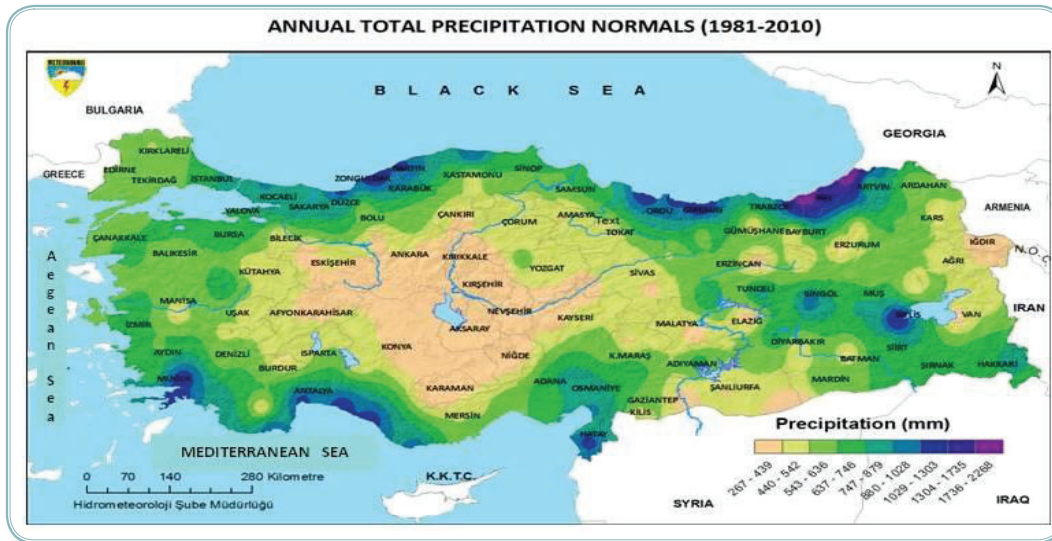 ANNUAL TOTAL PRECIPITATION NORMALS (1981-2010)
BLACK SEA
N
BULGARIA
GEORGIA
GREECE
ARMENIA
N.O.C
IRAN
Aegean Sea
MEDITERRANEAN SEA
K.K.T.C.
SYRIA
IRAQ
KIRKLARELİ
EDİRNE
TEKİRDAĞ
İSTANBUL
KOCAELİ
YALOVA
SAKARYA
DÜZCE
ZONGULDAK
BARTIN
KARABÜK
KASTAMONU
SİNOP
SAMSUN
ORDU
GİRESUN
TRABZON
ARTVİN
ARDAHAN
ÇANAKKALE
BALIKESİR
BURSA
BİLECİK
BOLU
ÇANKIRI
ÇORUM
AMASYA
Text
TOKAT
GÜMÜŞHANE
BAYBURT
ERZURUM
KARS
IĞDIR
AĞRI
KÜTAHYA
ESKİŞEHİR
ANKARA
KIRIKKALE
YOZGAT
SİVAS
ERZİNCAN
MANİSA
UŞAK
AFYONKARAHİSAR
KIRŞEHİR
NEVŞEHİR
KAYSERİ
MALATYA
TUNCELİ
ELAZIĞ
BİNGÖL
MUŞ
BİTLİS
VAN
İZMİR
AYDIN
DENİZLİ
ISPARTA
BURDUR
KONYA
AKSARAY
NİĞDE
K.MARAŞ
ADIYAMAN
DİYARBAKIR
BATMAN
SİİRT
ŞIRNAK
HAKKARİ
MUĞLA
ANTALYA
KARAMAN
MERSİN
ADANA
OSMANİYE
GAZİANTEP
KİLİS
ŞANLIURFA
MARDİN
HATAY
Precipitation (mm)
267 - 439
440 - 542
543 - 636
637 - 746
747 - 879
880 - 1028
1029 - 1303
1304 - 1735
1736 - 2268
0 70 140 280 Kilometre
Hidrometeoroloji Şube Müdürlüğü